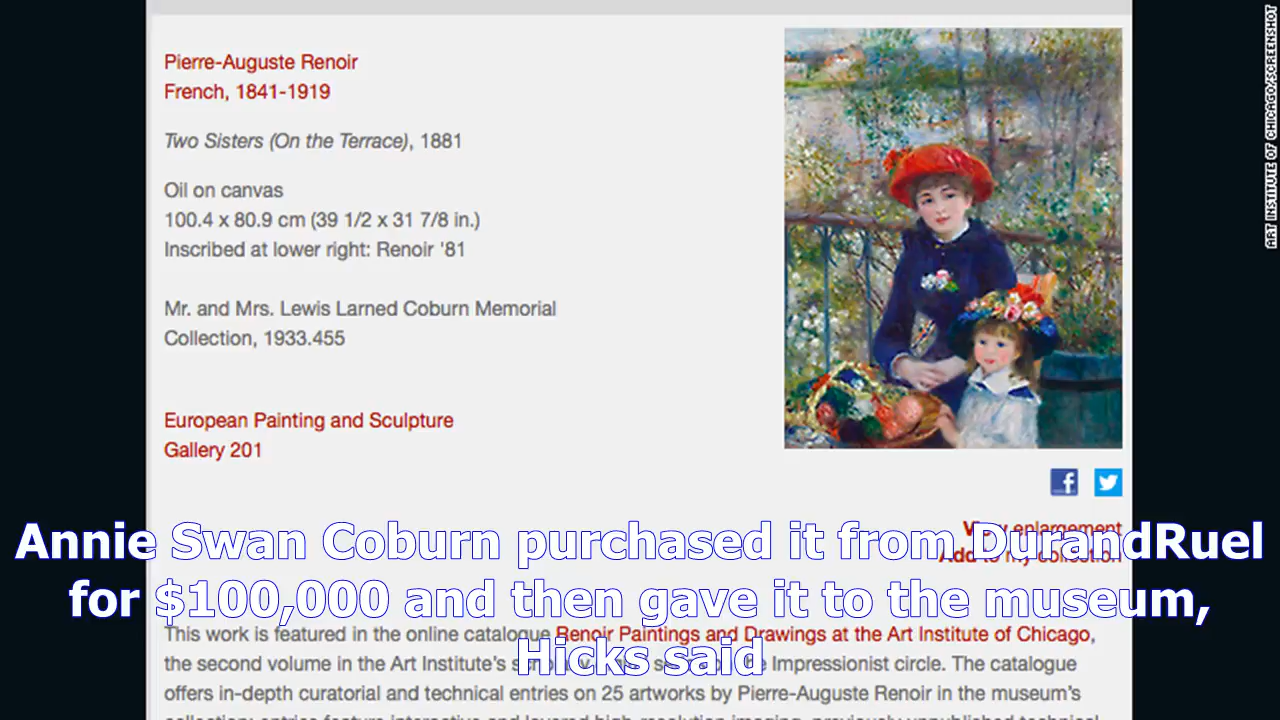 Pierre-Auguste Renoir
French, 1841-1919
Two Sisters (On the Terrace), 1881
Oil on canvas
100.4 x 80.9 cm (39 1/2 x 31 7/8 in.)
Inscribed at lower right: Renoir '81
Mr. and Mrs. Lewis Larned Coburn Memorial
Collection, 1933.455
European Painting and Sculpture
Gallery 201
ART INSTITUTE OF CHICAGO/SCREENSHOT
View enlargement
Add to my collection
Annie Swan Coburn purchased it from DurandRuel
for $100,000 and then gave it to the museum,
Hicks said
This work is featured in the online catalogue Renoir Paintings and Drawings at the Art Institute of Chicago,
the second volume in the Art Institute's Impressionist circle. The catalogue
offers in-depth curatorial and technical entries on 25 artworks by Pierre-Auguste Renoir in the museum's